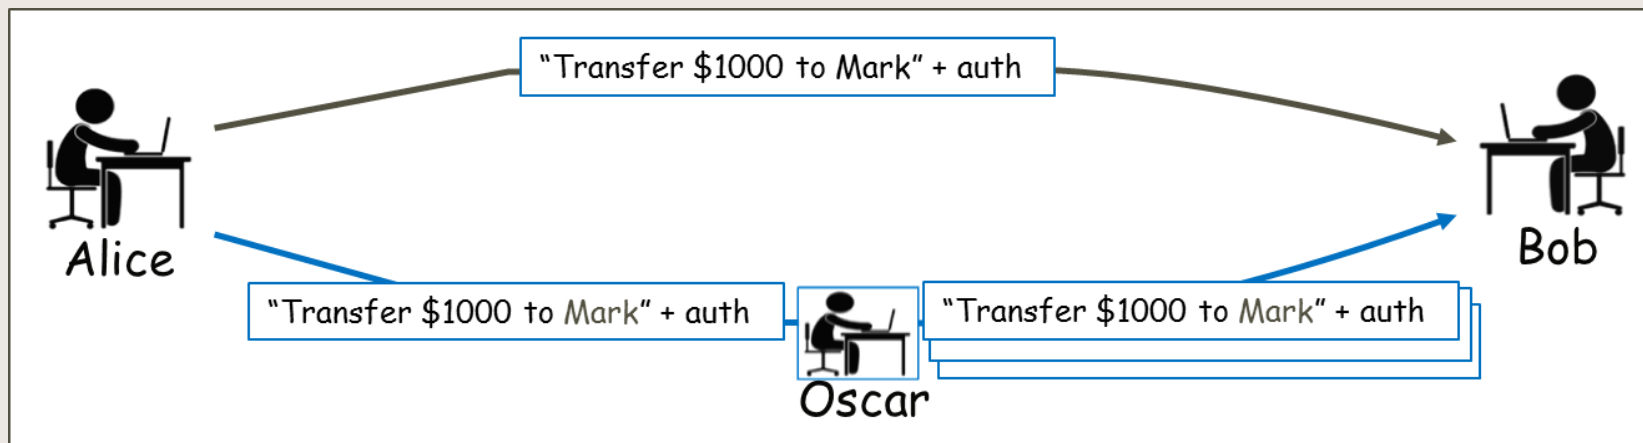 “Transfer $1000 to Mark” + auth
Alice
Bob
“Transfer $1000 to Mark” + auth
“Transfer $1000 to Mark” + auth
Oscar